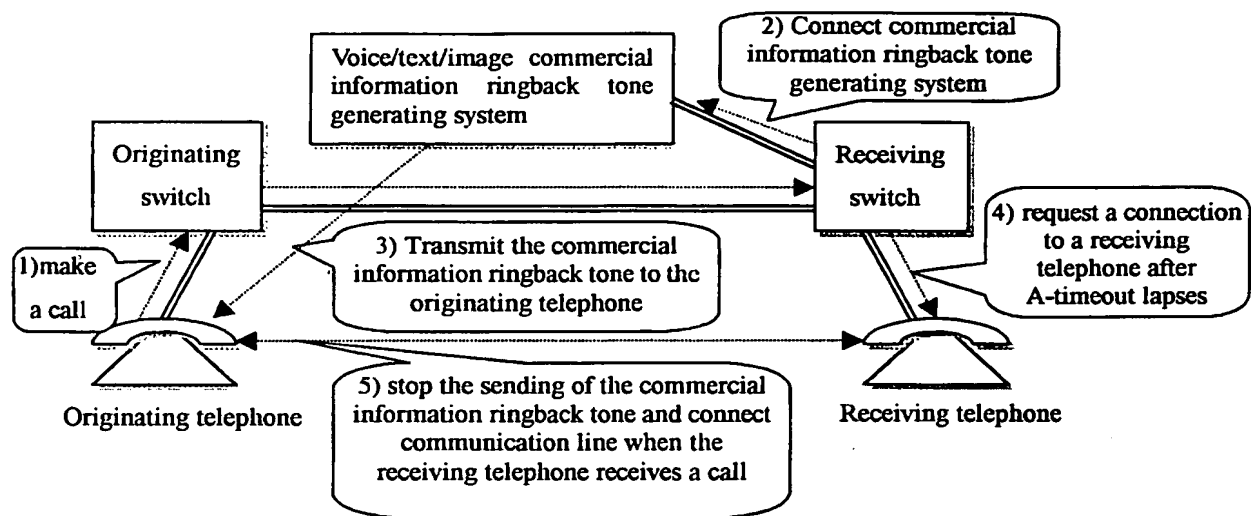 2) Connect commercial
information ringback tone
generating system
Voice/text/image commercial
information ringback tone
generating system
Originating
switch
Receiving
switch
4) request a connection
to a receiving
telephone after
A-timeout lapses
3) Transmit the commercial
information ringback tone to the
originating telephone
1)make
a call
5) stop the sending of the commercial
information ringback tone and connect
communication line when the
receiving telephone receives a call
Originating telephone
Receiving telephone